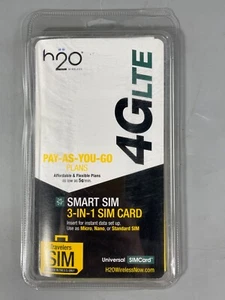 h2o
WIRELESS
4GLTE
PAY-AS-YOU-GO
PLANS
Affordable & Flexible Plans
SMART SIM
3-IN-1 SIM CARD
Insert for instant data set up.
Use as Micro, Nano, or Standard SIM
Travelers
SIM
Universal SIMCard
H2OWirelessNow.com